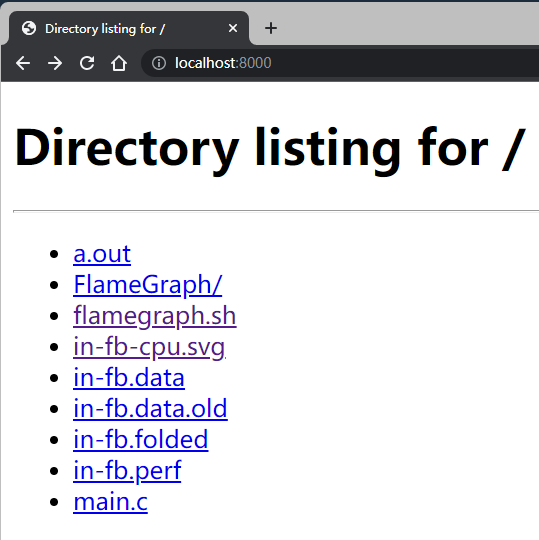 Directory listing for /
localhost:8000
Directory listing for /
a.out
FlameGraph/
flamegraph.sh
in-fb-cpu.svg
in-fb.data
in-fb.data.old
in-fb.folded
in-fb.perf
main.c